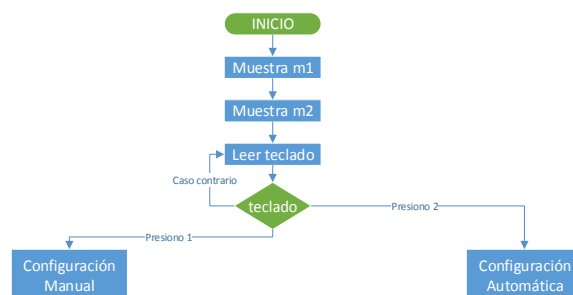 INICIO
Muestra m1
Muestra m2
Leer teclado
Caso contrario
teclado
Presiono 2
Presiono 1
Configuración
Manual
Configuración
Automática